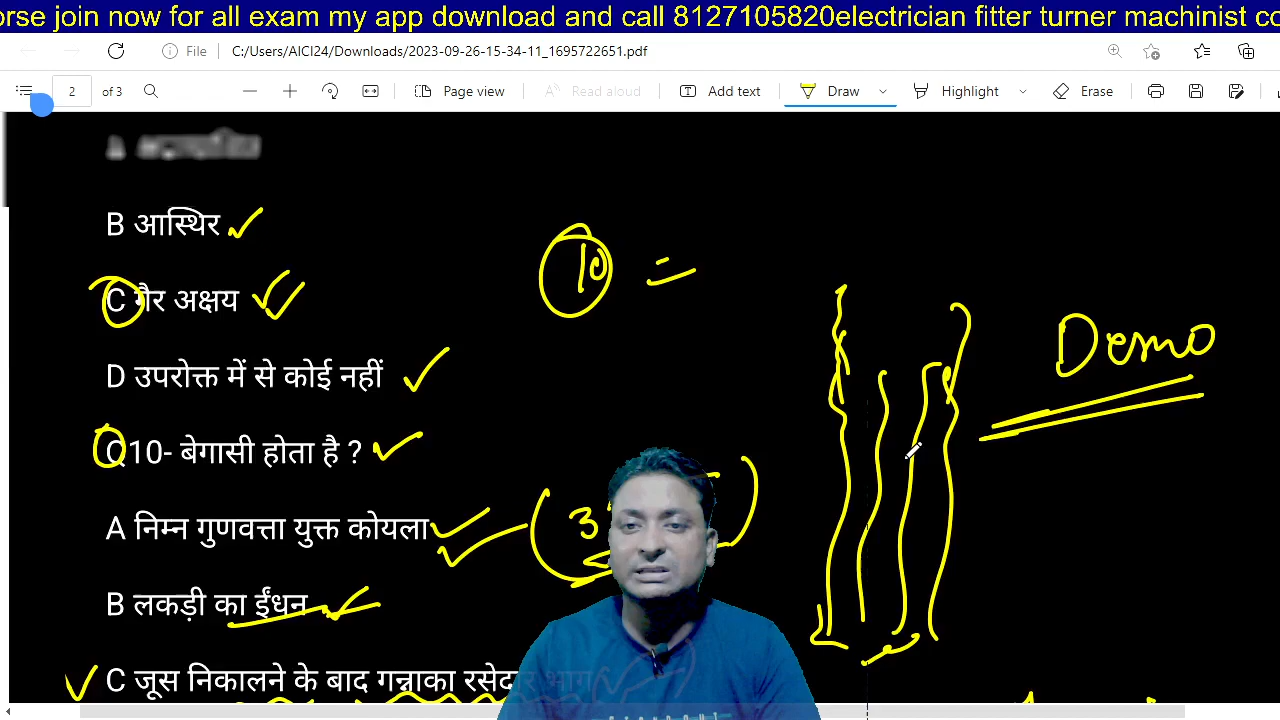 orse join now for all exam my app download and call 8127105820electrician fitter turner machinist co
File C:/Users/AICI24/Downloads/2023-09-26-15-34-11_1695722651.pdf
2 of 3 Page view Read aloud Add text Draw Highlight Erase
B आस्थिर
C गैर अक्षय
10 =
D उपरोक्त में से कोई नहीं
Demo
Q10- बेगासी होता है ?
A निम्न गुणवत्ता युक्त कोयला
3
B लकड़ी का ईंधन
C जूस निकालने के बाद गन्नाका रसेदार भाग